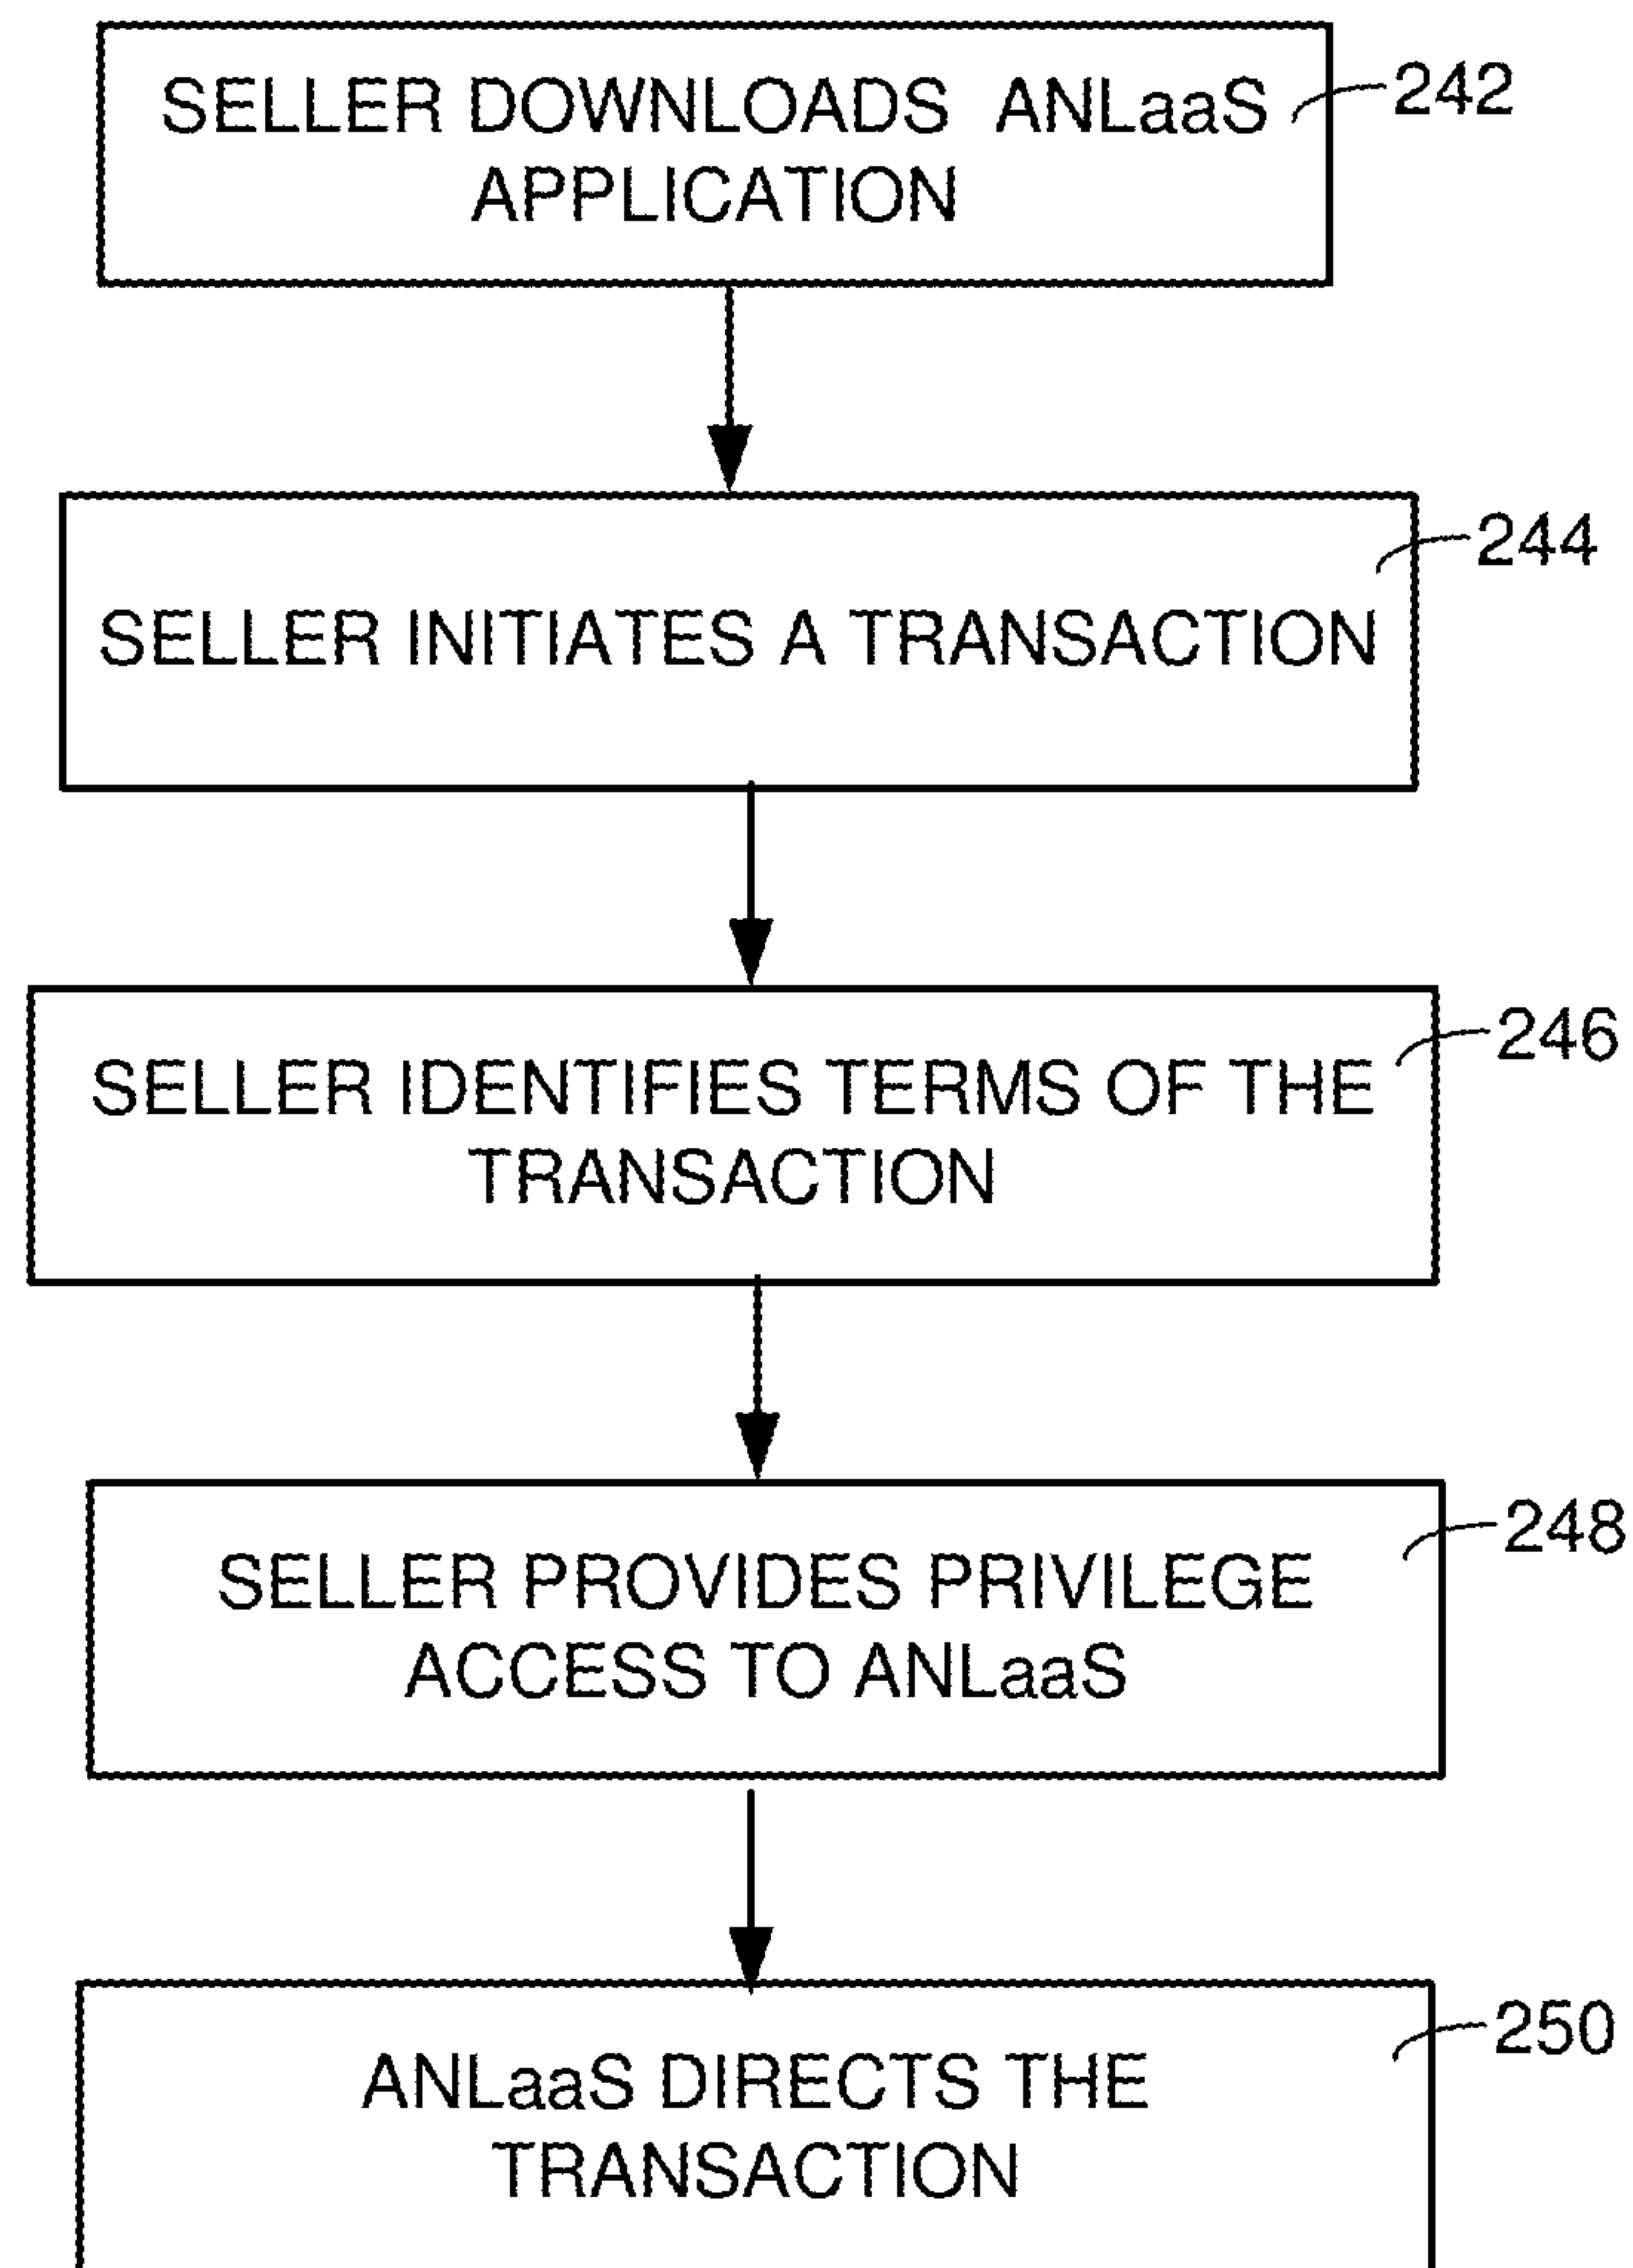 SELLER DOWNLOADS ANLaaS
APPLICATION
242
SELLER INITIATES A TRANSACTION
244
SELLER IDENTIFIES TERMS OF THE
TRANSACTION
246
SELLER PROVIDES PRIVILEGE
ACCESS TO ANLaaS
248
ANLaaS DIRECTS THE
TRANSACTION
250